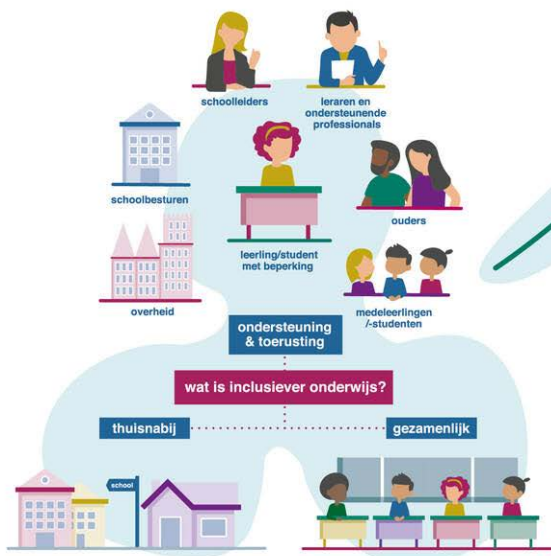 schoolleiders
leraren en
ondersteunende
professionals
schoolbesturen
ouders
leerling/student
met beperking
overheid
medeleerlingen
/-studenten
ondersteuning
& toerusting
wat is inclusiever onderwijs?
thuisnabij
gezamenlijk
school